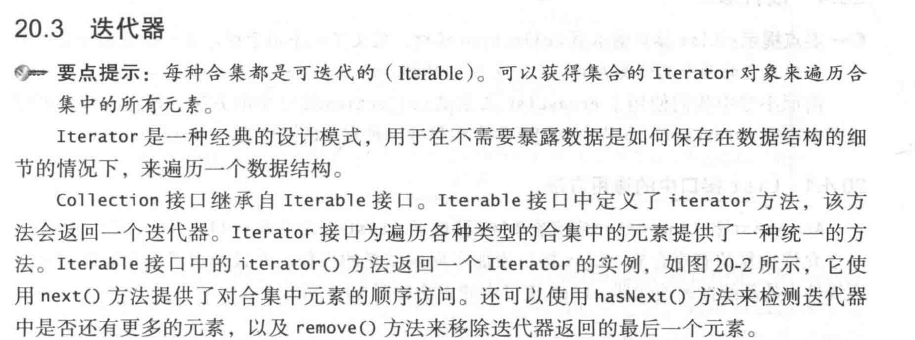 20.3 迭代器
要点提示：每种合集都是可迭代的（Iterable）。可以获得集合的 Iterator 对象来遍历合
集中的所有元素。
Iterator 是一种经典的设计模式，用于在不需要暴露数据是如何保存在数据结构的细
节的情况下，来遍历一个数据结构。
Collection 接口继承自 Iterable 接口。Iterable 接口中定义了 iterator 方法，该方
法会返回一个迭代器。Iterator 接口为遍历各种类型的合集中的元素提供了一种统一的方
法。Iterable 接口中的 iterator() 方法返回一个 Iterator 的实例，如图 20-2 所示，它使
用 next() 方法提供了对合集中元素的顺序访问。还可以使用 hasNext() 方法来检测迭代器
中是否还有更多的元素，以及 remove() 方法来移除迭代器返回的最后一个元素。